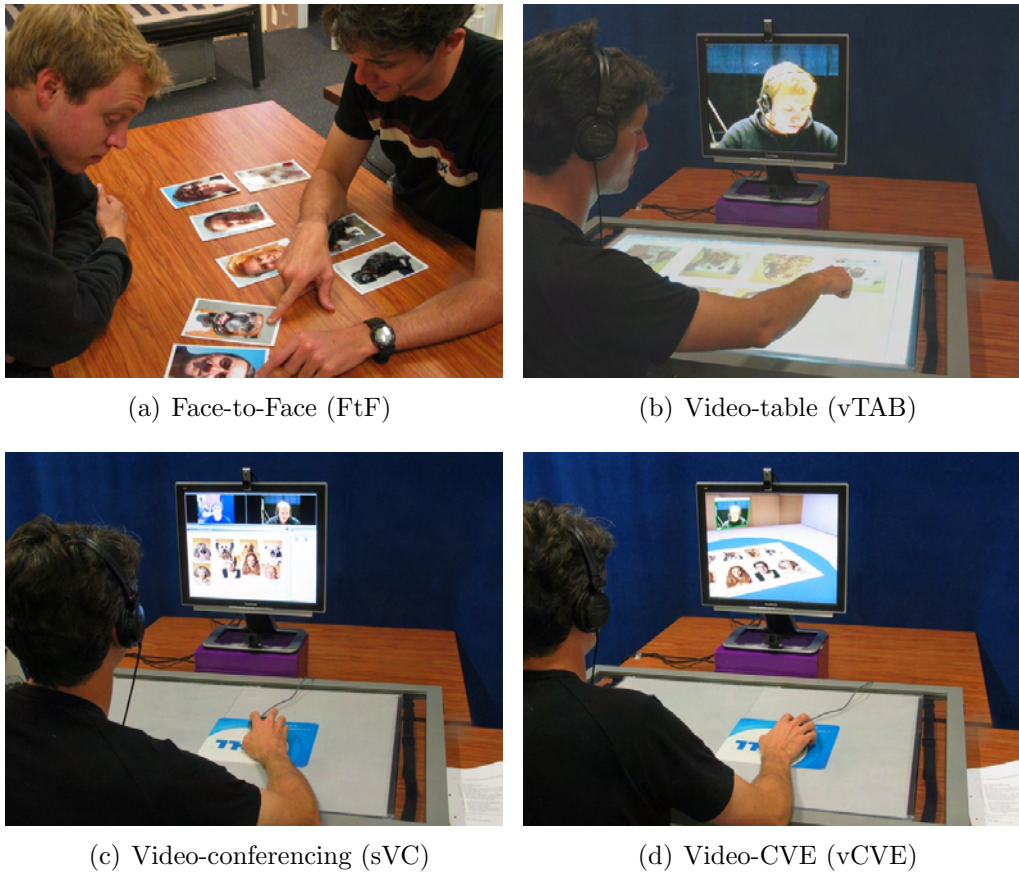 (a) Face-to-Face (FtF)
(b) Video-table (vTAB)
(c) Video-conferencing (sVC)
(d) Video-CVE (vCVE)